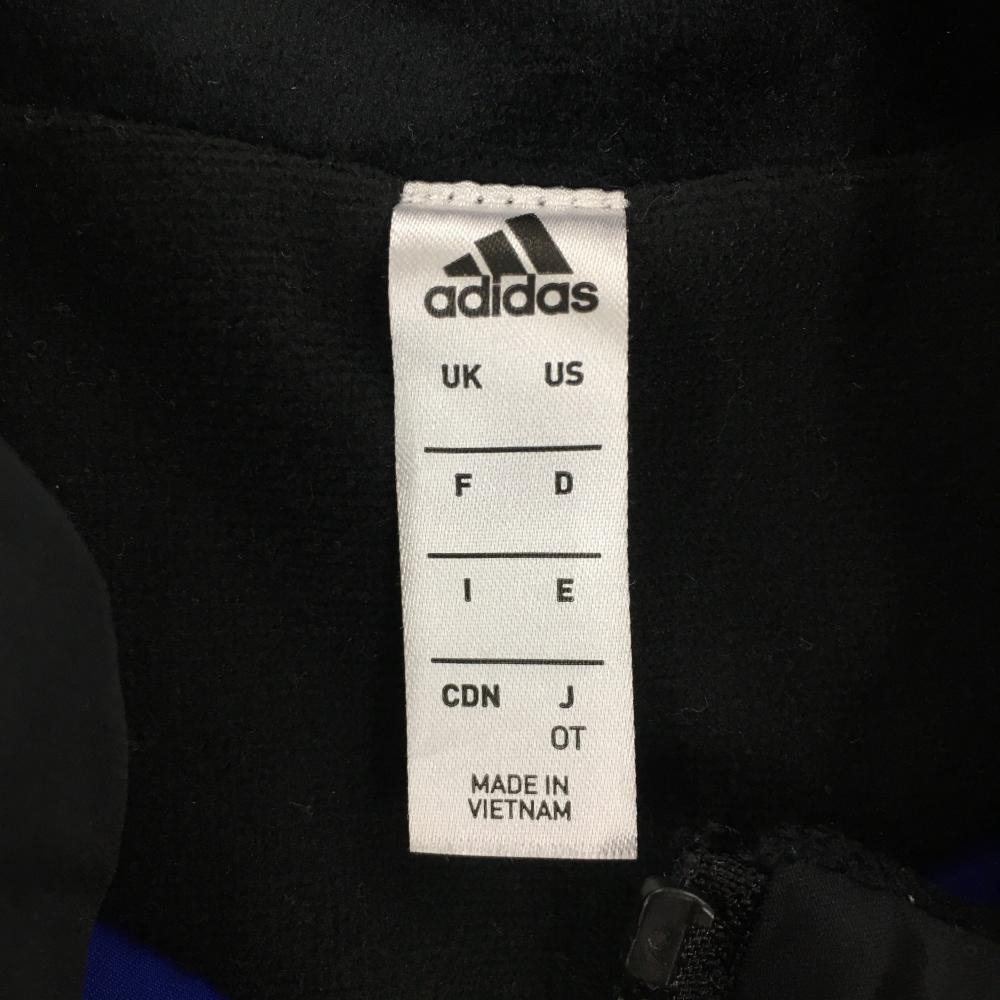 adidas
UK US
F D
I E
CDN J
OT
MADE IN
VIETNAM